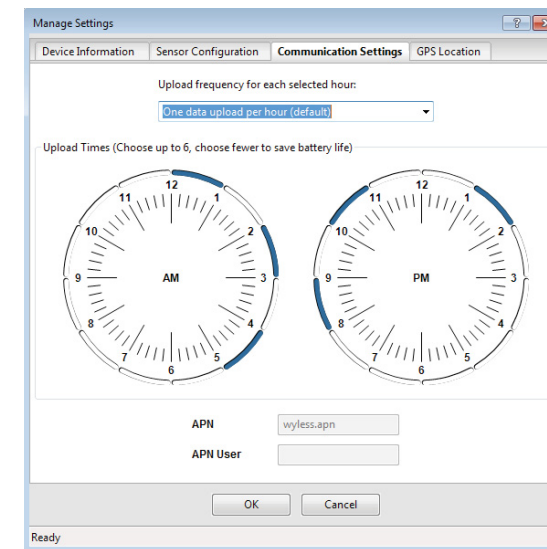 Manage Settings
?
Device Information Sensor Configuration Communication Settings GPS Location
Upload frequency for each selected hour:
One data upload per hour (default)
Upload Times (Choose up to 6, choose fewer to save battery life)
12 12
11 1 11 1
10 2 10 2
9 AM 3 9 PM 3
8 4 8 4
7 5 7 5
6 6
APN wyless.apn
APN User
OK Cancel
Ready